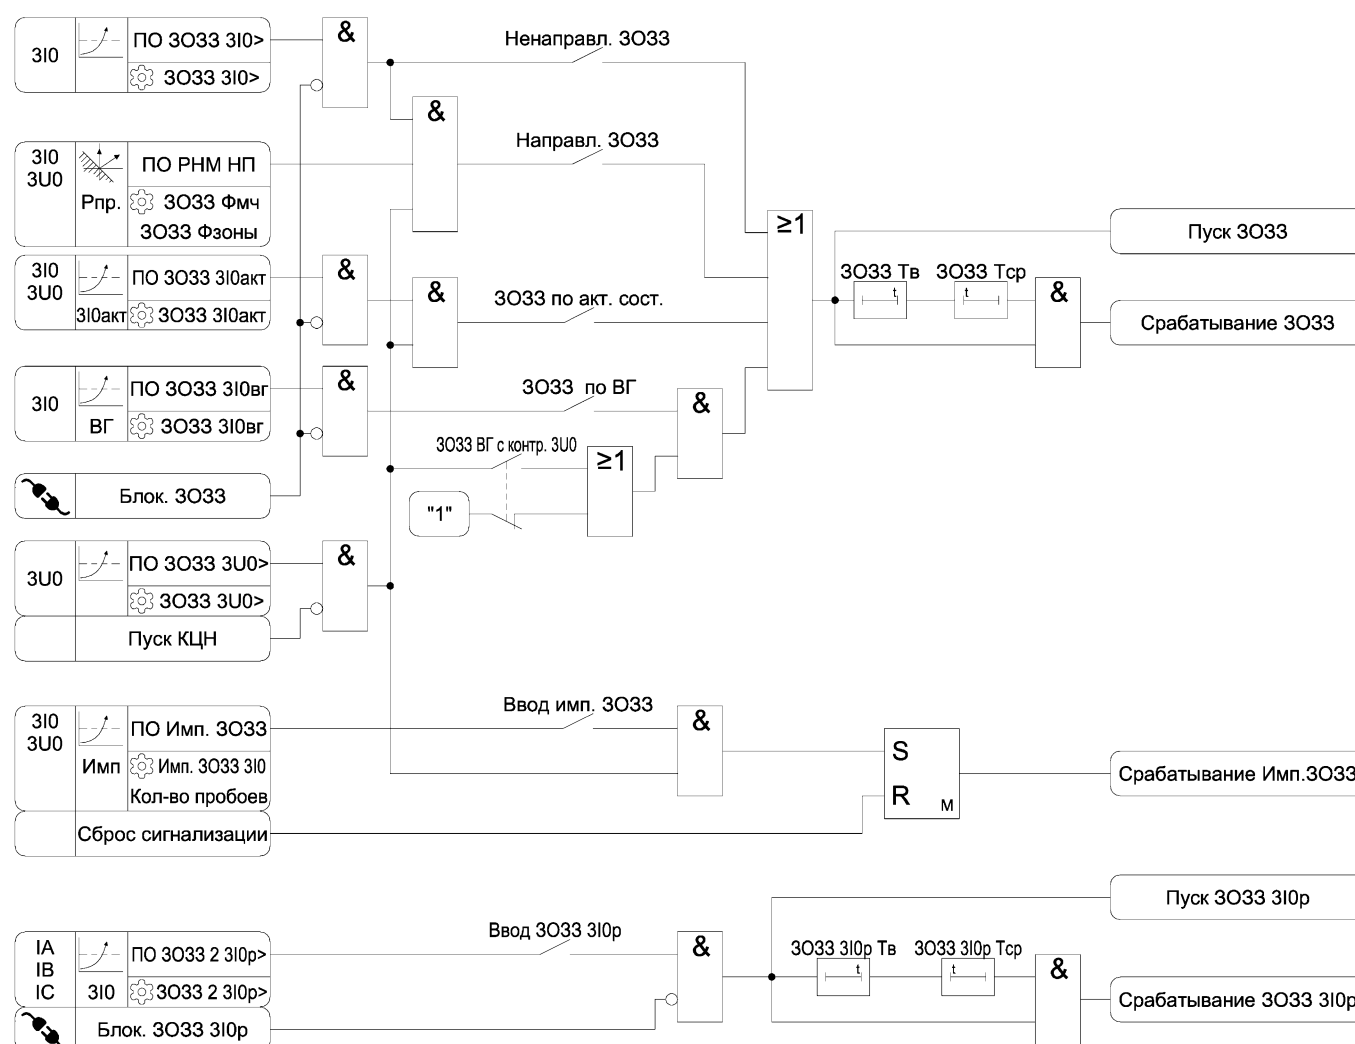 3I0
ПО ЗОЗЗ 3I0>
ЗОЗЗ 3I0>
&
Ненаправл. ЗОЗЗ
&
3I0
3U0
Pпр.
ПО РНМ НП
ЗОЗЗ Фмч
ЗОЗЗ Фзоны
Направл. ЗОЗЗ
≥1
Пуск ЗОЗЗ
3I0
3U0
3I0акт
ПО ЗОЗЗ 3I0акт
ЗОЗЗ 3I0акт
&
&
ЗОЗЗ по акт. сост.
ЗОЗЗ Тв
t
ЗОЗЗ Тср
t
&
Срабатывание ЗОЗЗ
3I0
ВГ
ПО ЗОЗЗ 3I0вг
ЗОЗЗ 3I0вг
&
ЗОЗЗ по ВГ
&
ЗОЗЗ ВГ с контр. 3U0
≥1
"1"
Блок. ЗОЗЗ
3U0
ПО ЗОЗЗ 3U0>
ЗОЗЗ 3U0>
&
Пуск КЦН
3I0
3U0
Имп
ПО Имп. ЗОЗЗ
Имп. ЗОЗЗ 3I0
Кол-во пробоев
Ввод имп. ЗОЗЗ
&
S
R
M
Срабатывание Имп.ЗОЗЗ
Сброс сигнализации
Пуск ЗОЗЗ 3I0р
IA
IB
IC
3I0
ПО ЗОЗЗ 2 3I0р>
ЗОЗЗ 2 3I0р>
Ввод ЗОЗЗ 3I0р
&
ЗОЗЗ 3I0р Тв
t
ЗОЗЗ 3I0р Тср
t
&
Срабатывание ЗОЗЗ 3I0р
Блок. ЗОЗЗ 3I0р